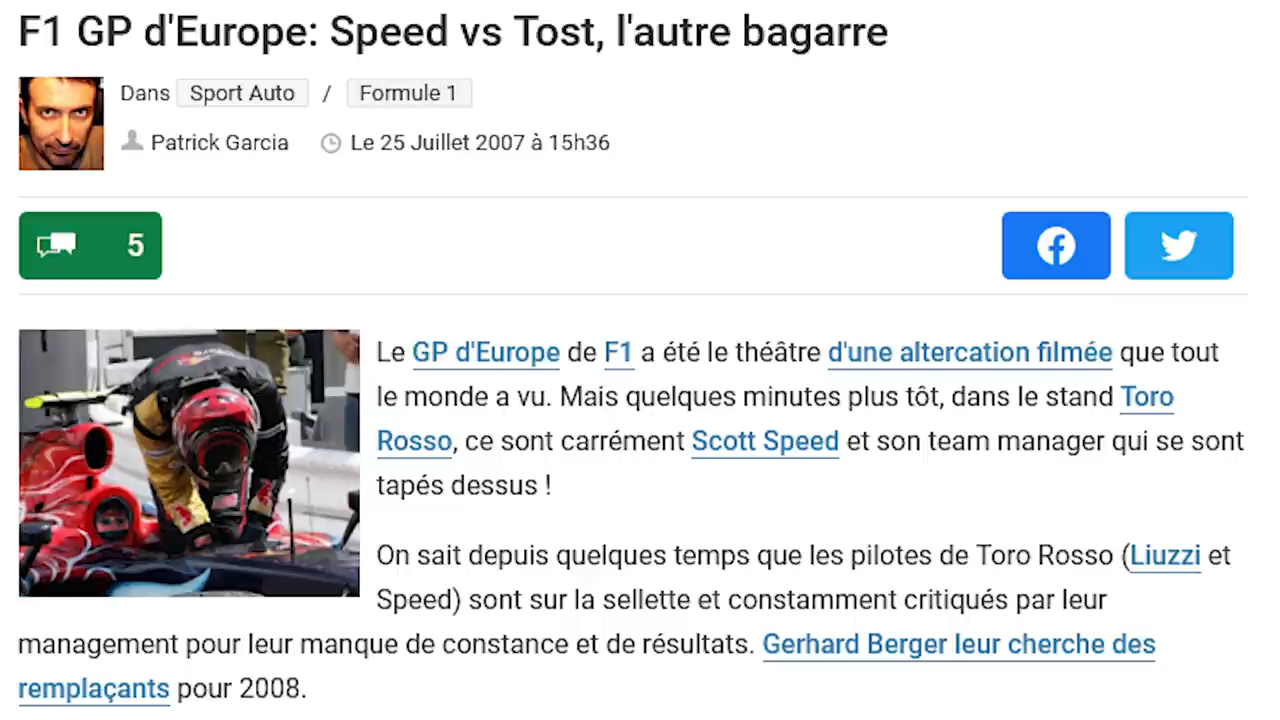 F1 GP d'Europe: Speed vs Tost, l'autre bagarre
Dans Sport Auto / Formule 1
Patrick Garcia Le 25 Juillet 2007 à 15h36
5
Le GP d'Europe de F1 a été le théâtre d'une altercation filmée que tout
le monde a vu. Mais quelques minutes plus tôt, dans le stand Toro
Rosso, ce sont carrément Scott Speed et son team manager qui se sont
tapés dessus !
On sait depuis quelques temps que les pilotes de Toro Rosso (Liuzzi et
Speed) sont sur la sellette et constamment critiqués par leur
management pour leur manque de constance et de résultats. Gerhard Berger leur cherche des
remplaçants pour 2008.